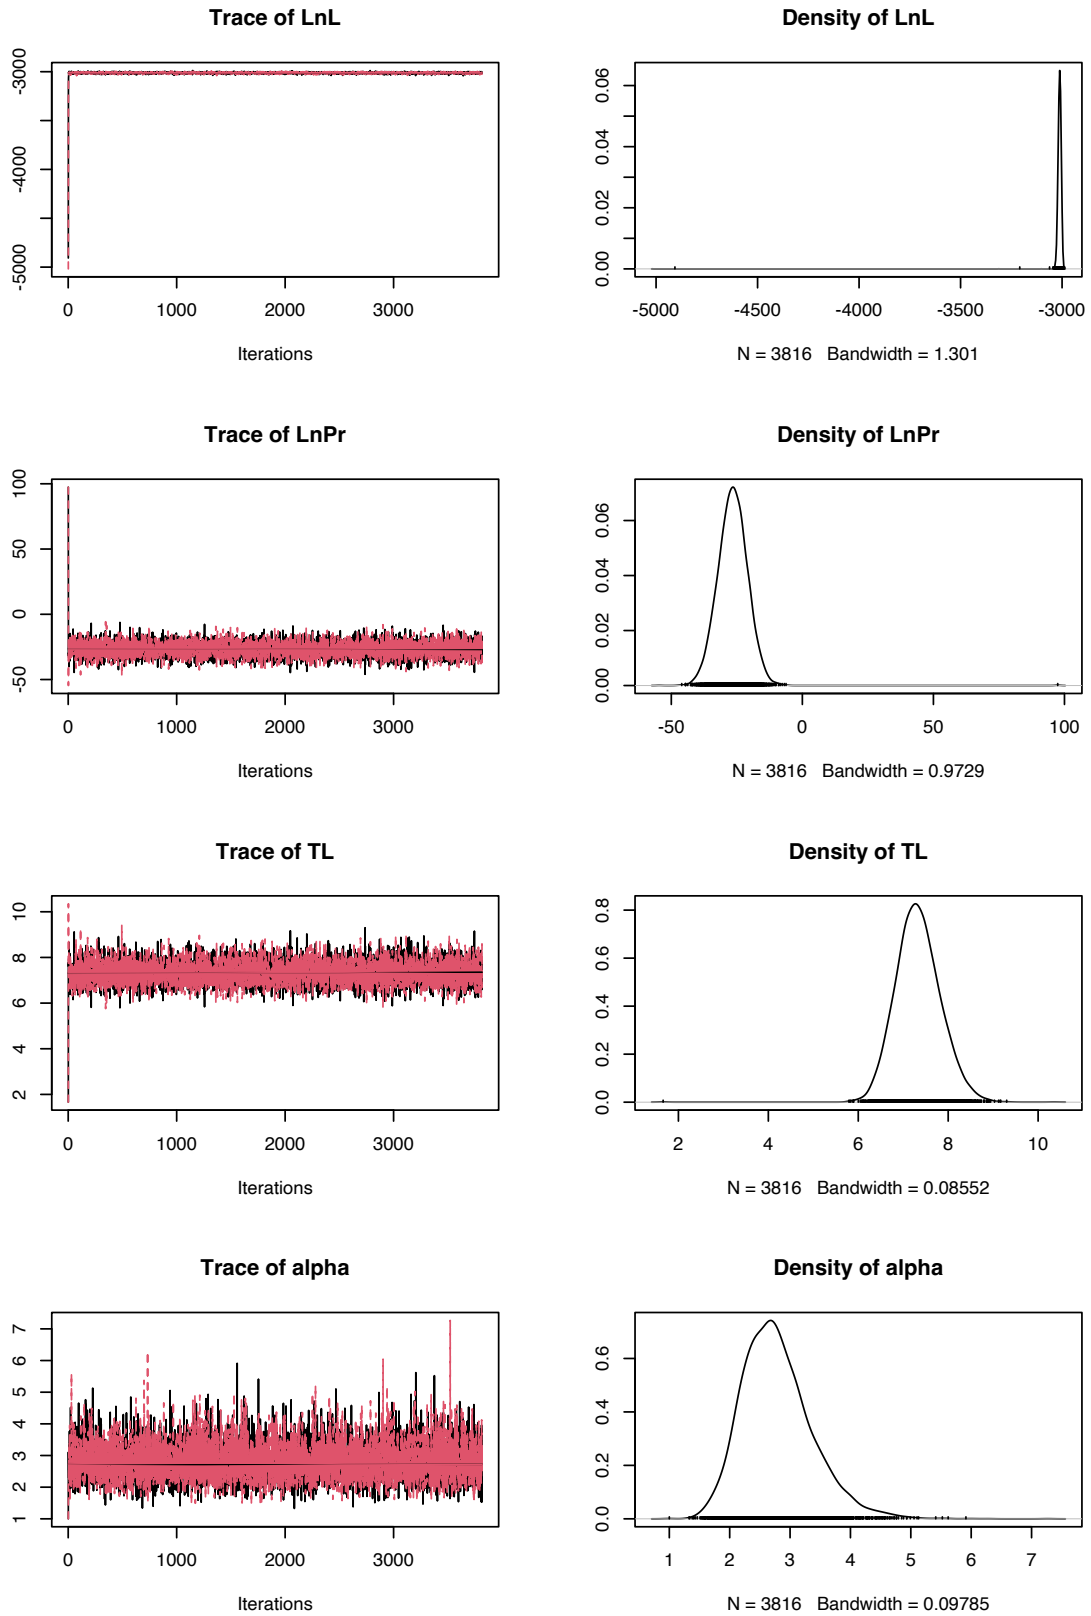 Trace of LnL
-5000 -4000 -3000
0 1000 2000 3000
Iterations
Density of LnL
0.00 0.02 0.04 0.06
-5000 -4500 -4000 -3500 -3000
N = 3816 Bandwidth = 1.301
Trace of LnPr
-50 0 50 100
0 1000 2000 3000
Iterations
Density of LnPr
0.00 0.02 0.04 0.06
-50 0 50 100
N = 3816 Bandwidth = 0.9729
Trace of TL
2 4 6 8 10
0 1000 2000 3000
Iterations
Density of TL
0.0 0.2 0.4 0.6 0.8
2 4 6 8 10
N = 3816 Bandwidth = 0.08552
Trace of alpha
1 2 3 4 5 6 7
0 1000 2000 3000
Iterations
Density of alpha
0.0 0.2 0.4 0.6
1 2 3 4 5 6 7
N = 3816 Bandwidth = 0.09785